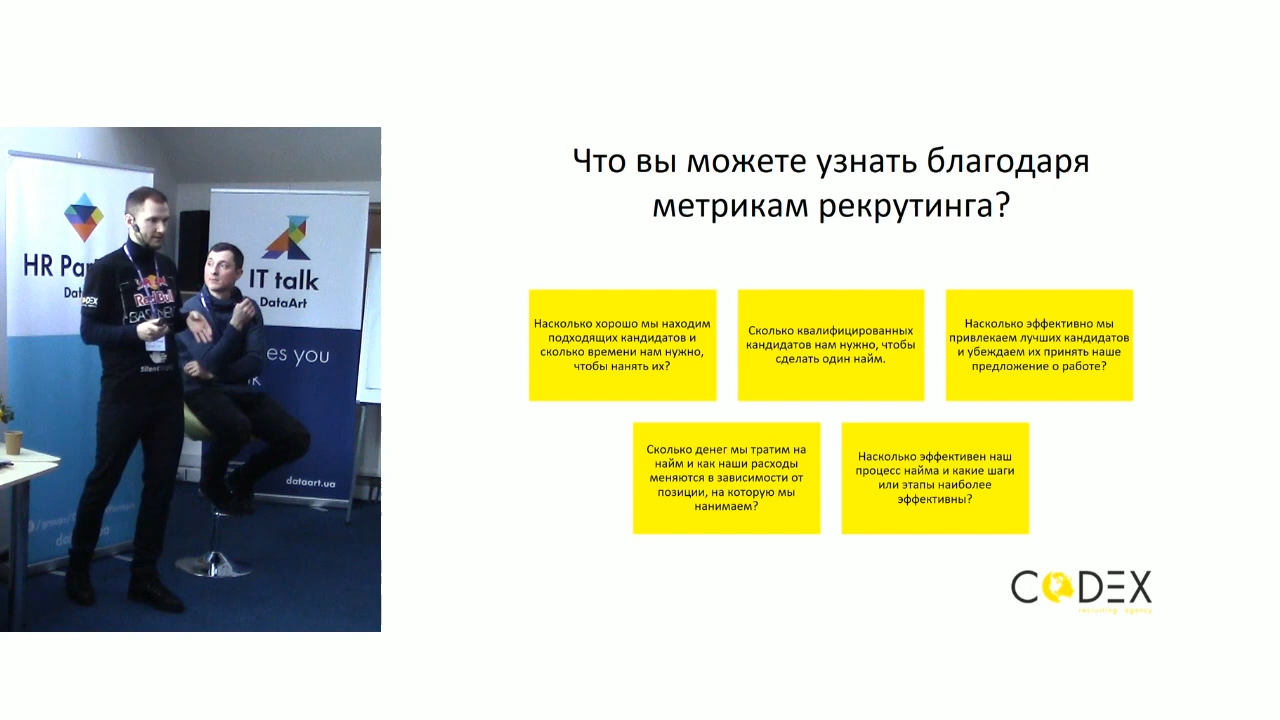 Что вы можете узнать благодаря
метрикам рекрутинга?
Насколько хорошо мы находим
подходящих кандидатов и
сколько времени нам нужно,
чтобы нанять их?
Сколько квалифицированных
кандидатов нам нужно, чтобы
сделать один найм.
Насколько эффективно мы
привлекаем лучших кандидатов
и убеждаем их принять наше
предложение о работе?
Сколько денег мы тратим на
найм и как наши расходы
меняются в зависимости от
позиции, на которую мы
нанимаем?
Насколько эффективен наш
процесс найма и какие шаги
или этапы наиболее
эффективны?
CODEX
recruiting agency
HR Pa
Dat
IT talk
DataArt
es you
dataart.ua
RedBull